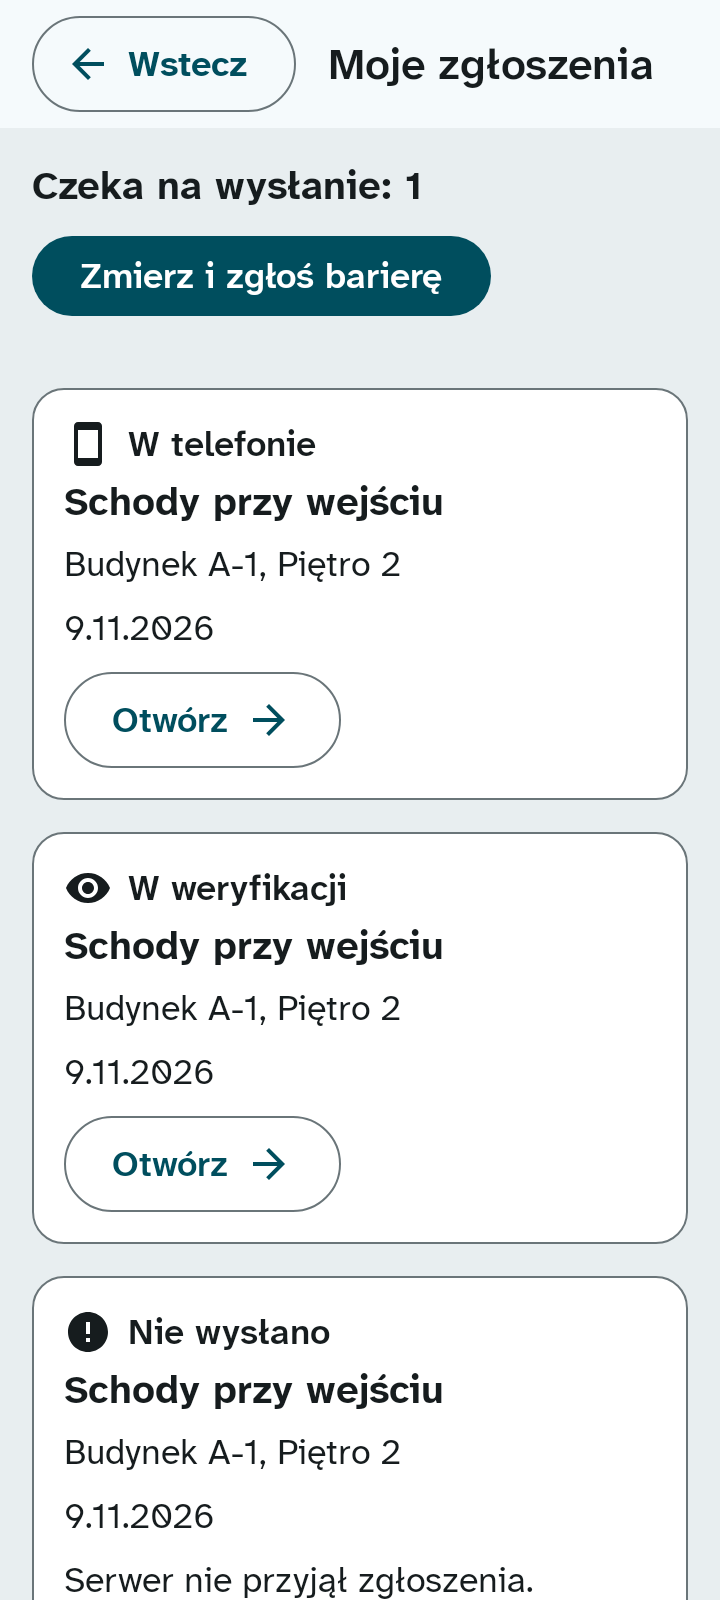 Wstecz
Moje zgłoszenia
Czeka na wysłanie: 1
Zmierz i zgłoś barierę
W telefonie
Schody przy wejściu
Budynek A-1, Piętro 2
9.11.2026
Otwórz
W weryfikacji
Schody przy wejściu
Budynek A-1, Piętro 2
9.11.2026
Otwórz
Nie wysłano
Schody przy wejściu
Budynek A-1, Piętro 2
9.11.2026
Serwer nie przyjął zgłoszenia.